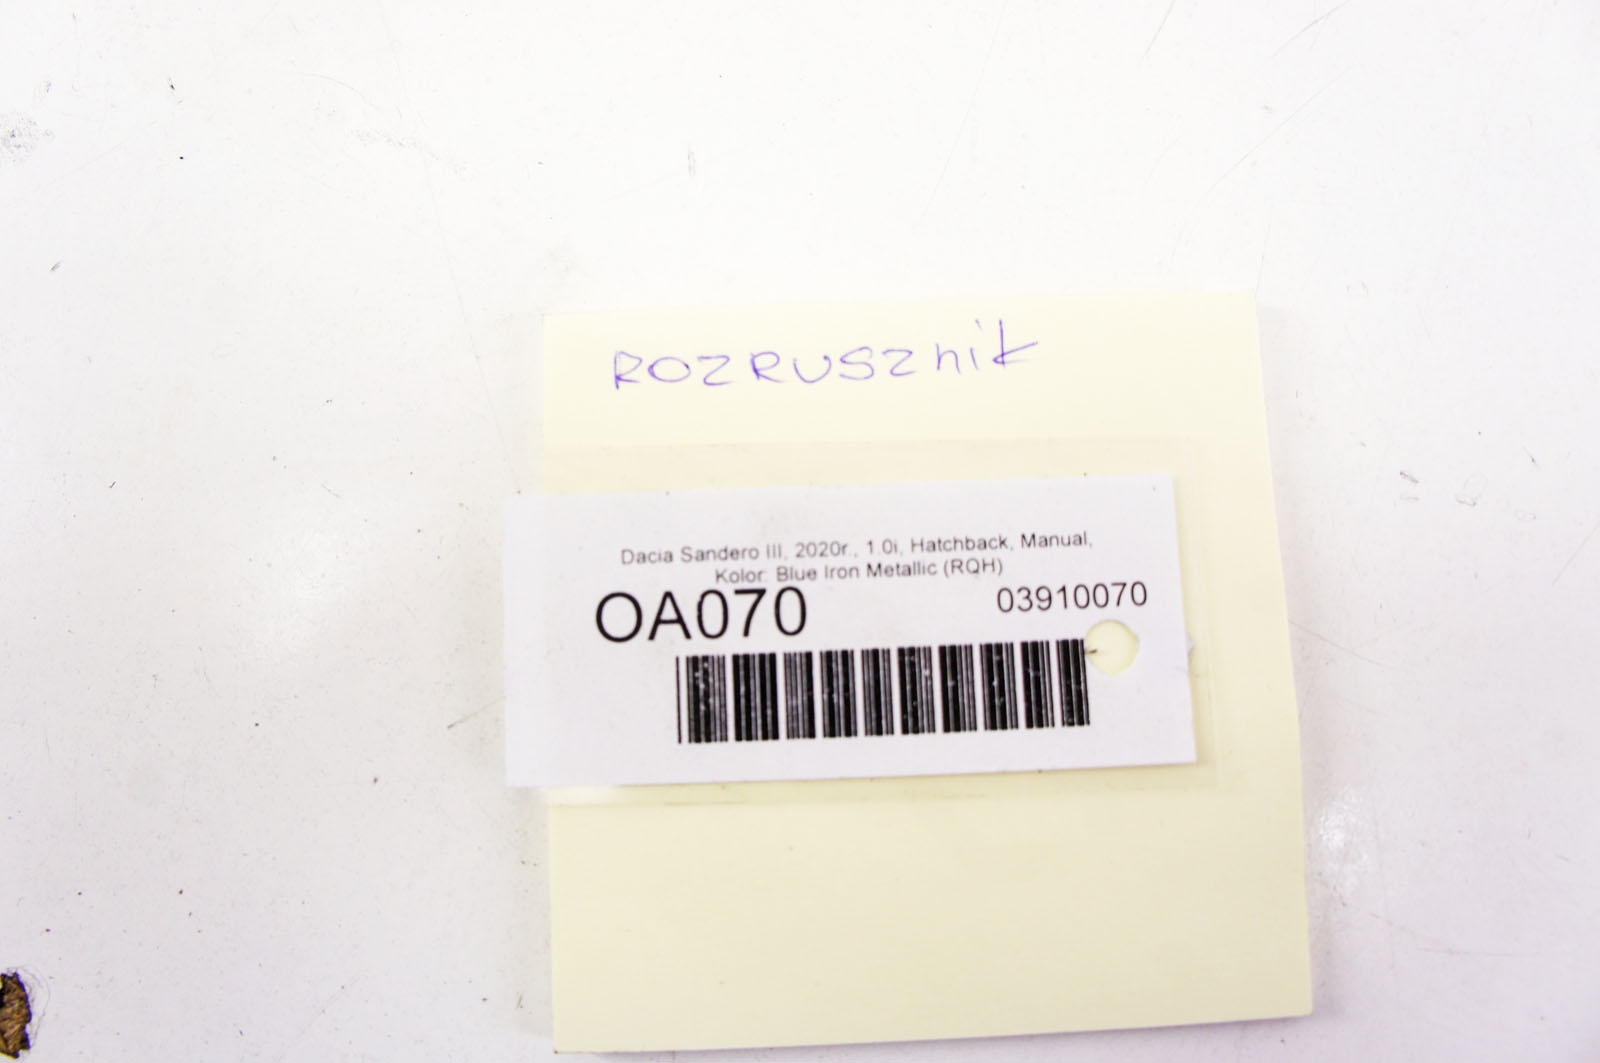 ROZRUSZnik
Dacia Sandero III, 2020r., 1.0i, Hatchback, Manual,
Kolor: Blue Iron Metallic (RQH)
OA070
03910070